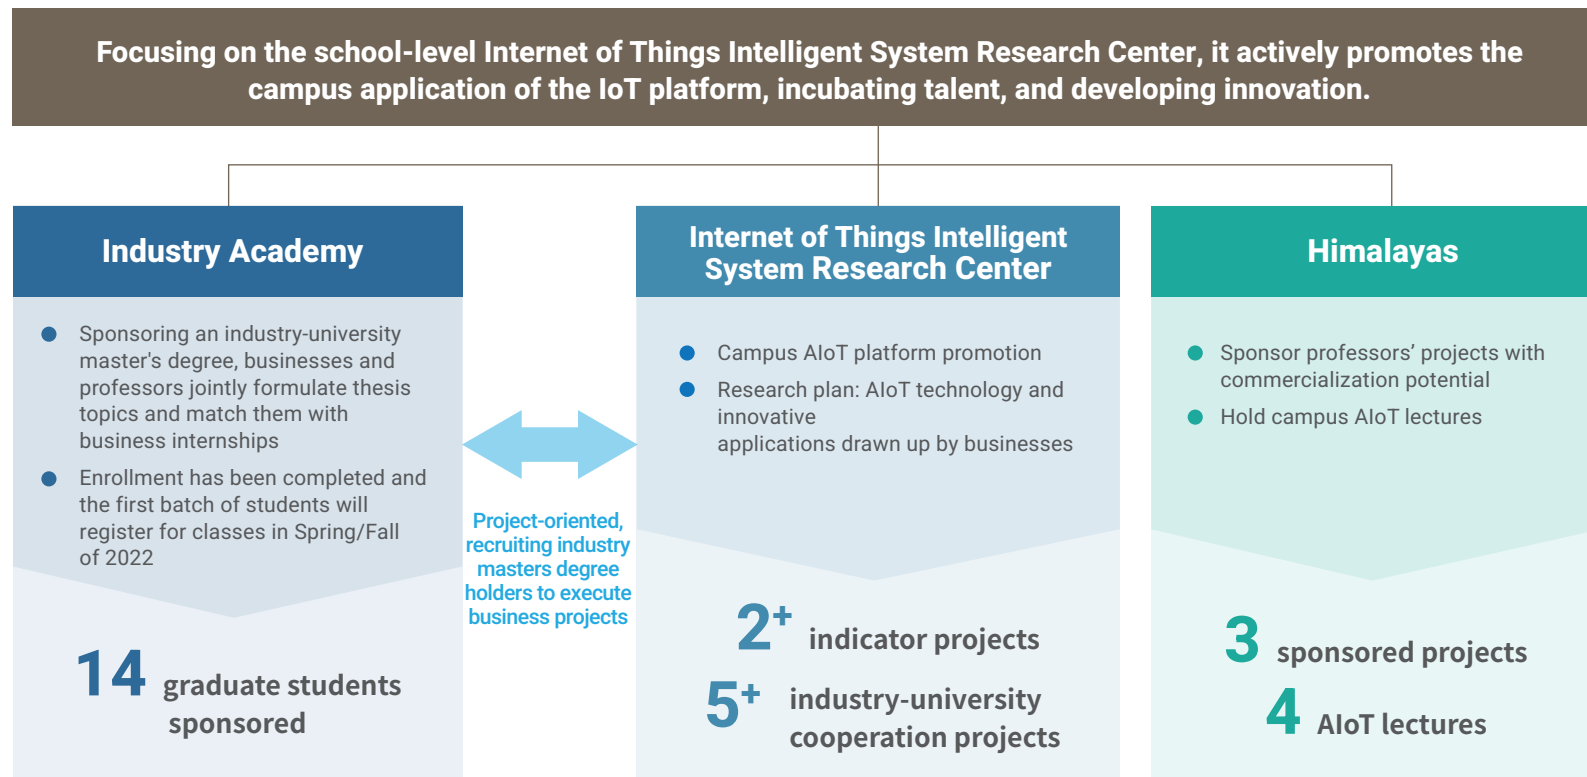 Focusing on the school-level Internet of Things Intelligent System Research Center, it actively promotes the
campus application of the IoT platform, incubating talent, and developing innovation.
Industry Academy
Sponsoring an industry-university
master's degree, businesses and
professors jointly formulate thesis
topics and match them with
business internships
Enrollment has been completed and
the first batch of students will
register for classes in Spring/Fall
of 2022
14 graduate students
sponsored
Project-oriented,
recruiting industry
masters degree
holders to execute
business projects
Internet of Things Intelligent
System Research Center
Campus AIoT platform promotion
Research plan: AIoT technology and
innovative
applications drawn up by businesses
2+ indicator projects
5+ industry-university
cooperation projects
Himalayas
Sponsor professors’ projects with
commercialization potential
Hold campus AIoT lectures
3 sponsored projects
4 AIoT lectures